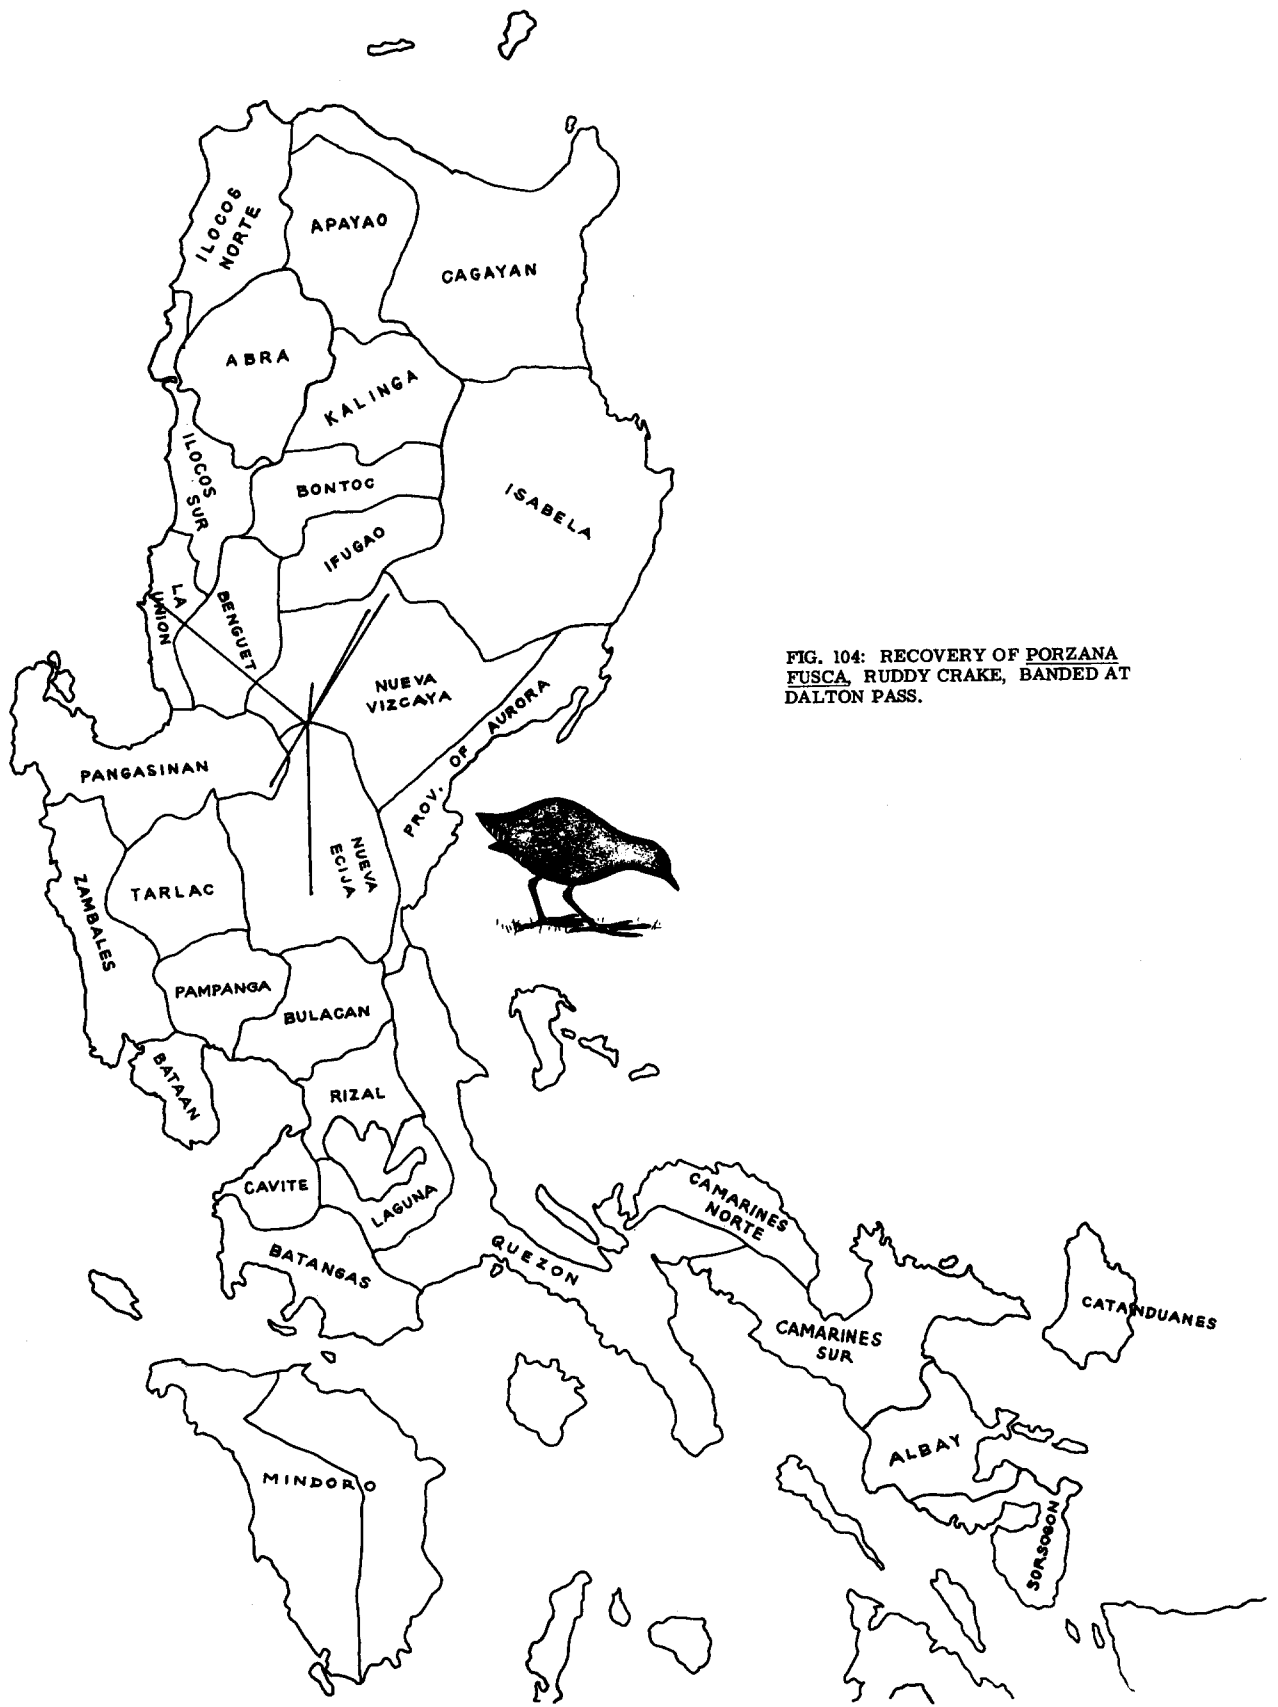 ILOCOS
NORTE
APAYAO
CAGAYAN
ABRA
KALINGA
ILOCOS
SUR
BONTOC
ISABELA
IFUGAO
LA
UNION
BENGUET
NUEVA
VIZCAYA
FIG. 104: RECOVERY OF PORZANA
FUSCA, RUDDY CRAKE, BANDED AT
DALTON PASS.
PROV. OF AURORA
PANGASINAN
NUEVA
ECIJA
TARLAC
ZAMBALES
PAMPANGA
BULACAN
BATAAN
RIZAL
CAVITE
LAGUNA
CAMARINES
NORTE
QUEZON
BATANGAS
CATANDUANES
CAMARINES
SUR
ALBAY
MINDORO
SORSOGON